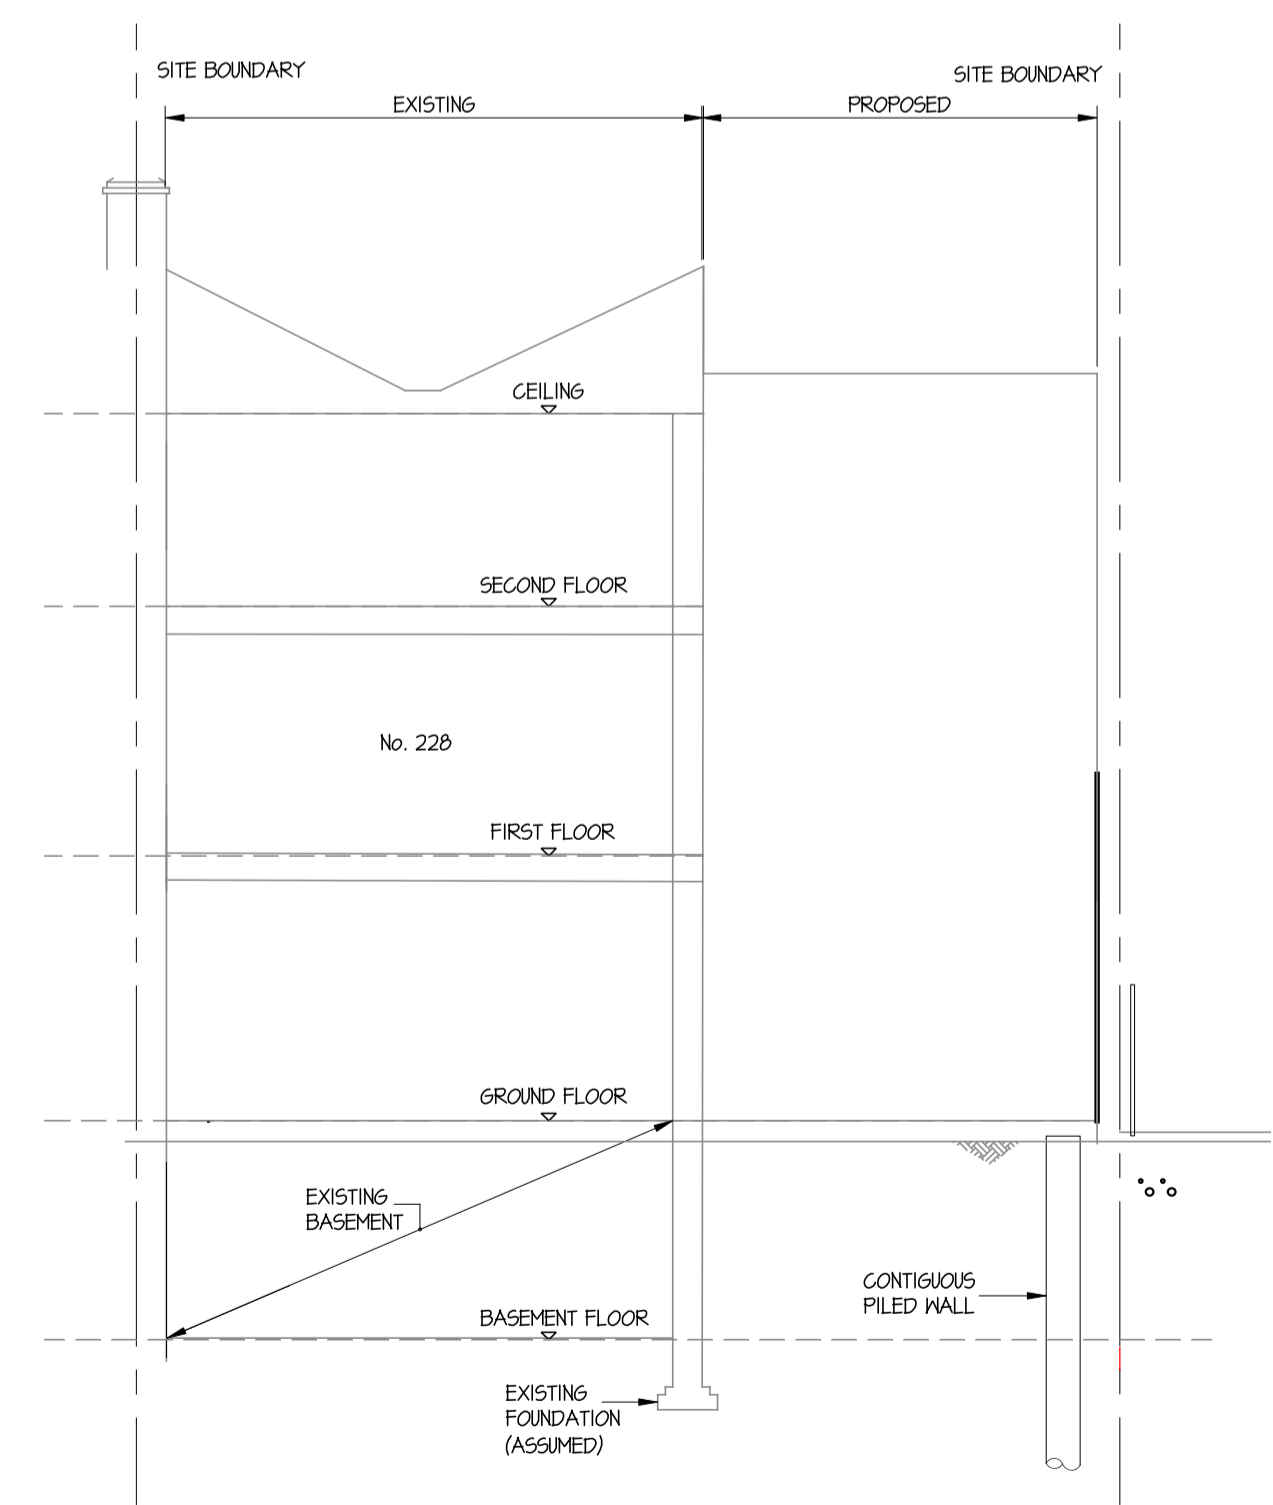 SITE BOUNDARY
SITE BOUNDARY
EXISTING
PROPOSED
CEILING
SECOND FLOOR
No. 228
FIRST FLOOR
GROUND FLOOR
EXISTING
BASEMENT
CONTIGUOUS
PILED WALL
BASEMENT FLOOR
EXISTING
FOUNDATION
(ASSUMED)